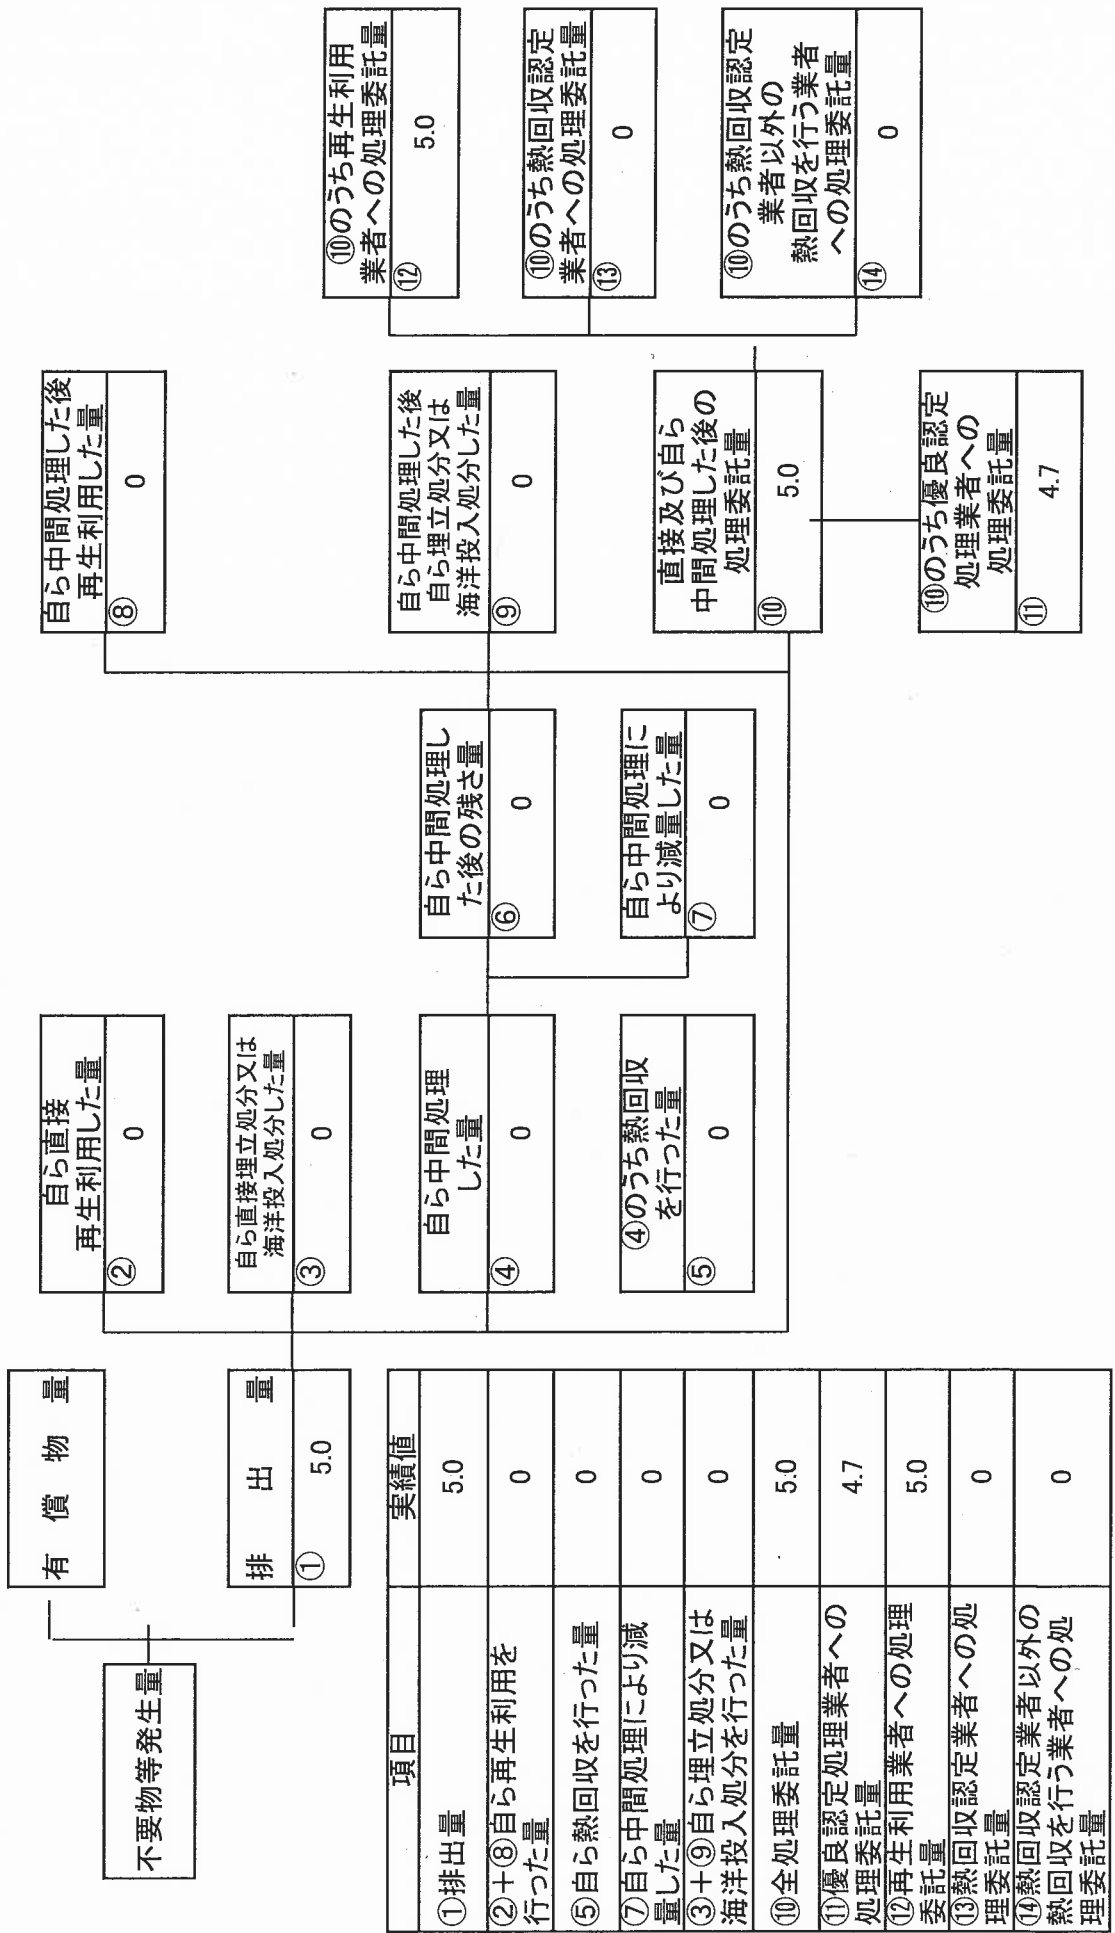 不要物等発生量
有償物量
排出量
①
5.0
自ら直接
再生利用した量
②
0
自ら直接埋立処分又は
海洋投入処分した量
③
0
自ら中間処理
した量
④
0
④のうち熱回収
を行った量
⑤
0
自ら中間処理し
た後の残さ量
⑥
0
自ら中間処理に
より減量した量
⑦
0
自ら中間処理した後
再生利用した量
⑧
0
自ら中間処理した後
自ら埋立処分又は
海洋投入処分した量
⑨
0
直接及び自ら
中間処理した後の
処理委託量
⑩
5.0
⑩のうち優良認定
処理業者への
処理委託量
⑪
4.7
⑩のうち再生利用
業者への処理委託量
⑫
5.0
⑩のうち熱回収認定
業者への処理委託量
⑬
0
⑩のうち熱回収認定
業者以外の
熱回収を行う業者
への処理委託量
⑭
0
項目 実績値
①排出量 5.0
②+⑧自ら再生利用を
行った量 0
⑤自ら熱回収を行った量 0
⑦自ら中間処理により減
量した量 0
③+⑨自ら埋立処分又は
海洋投入処分を行った量 0
⑩全処理委託量 5.0
⑪優良認定処理業者への
処理委託量 4.7
⑫再生利用業者への処理
委託量 5.0
⑬熱回収認定業者への処
理委託量 0
⑭熱回収認定業者以外の
熱回収を行う業者への処
理委託量 0